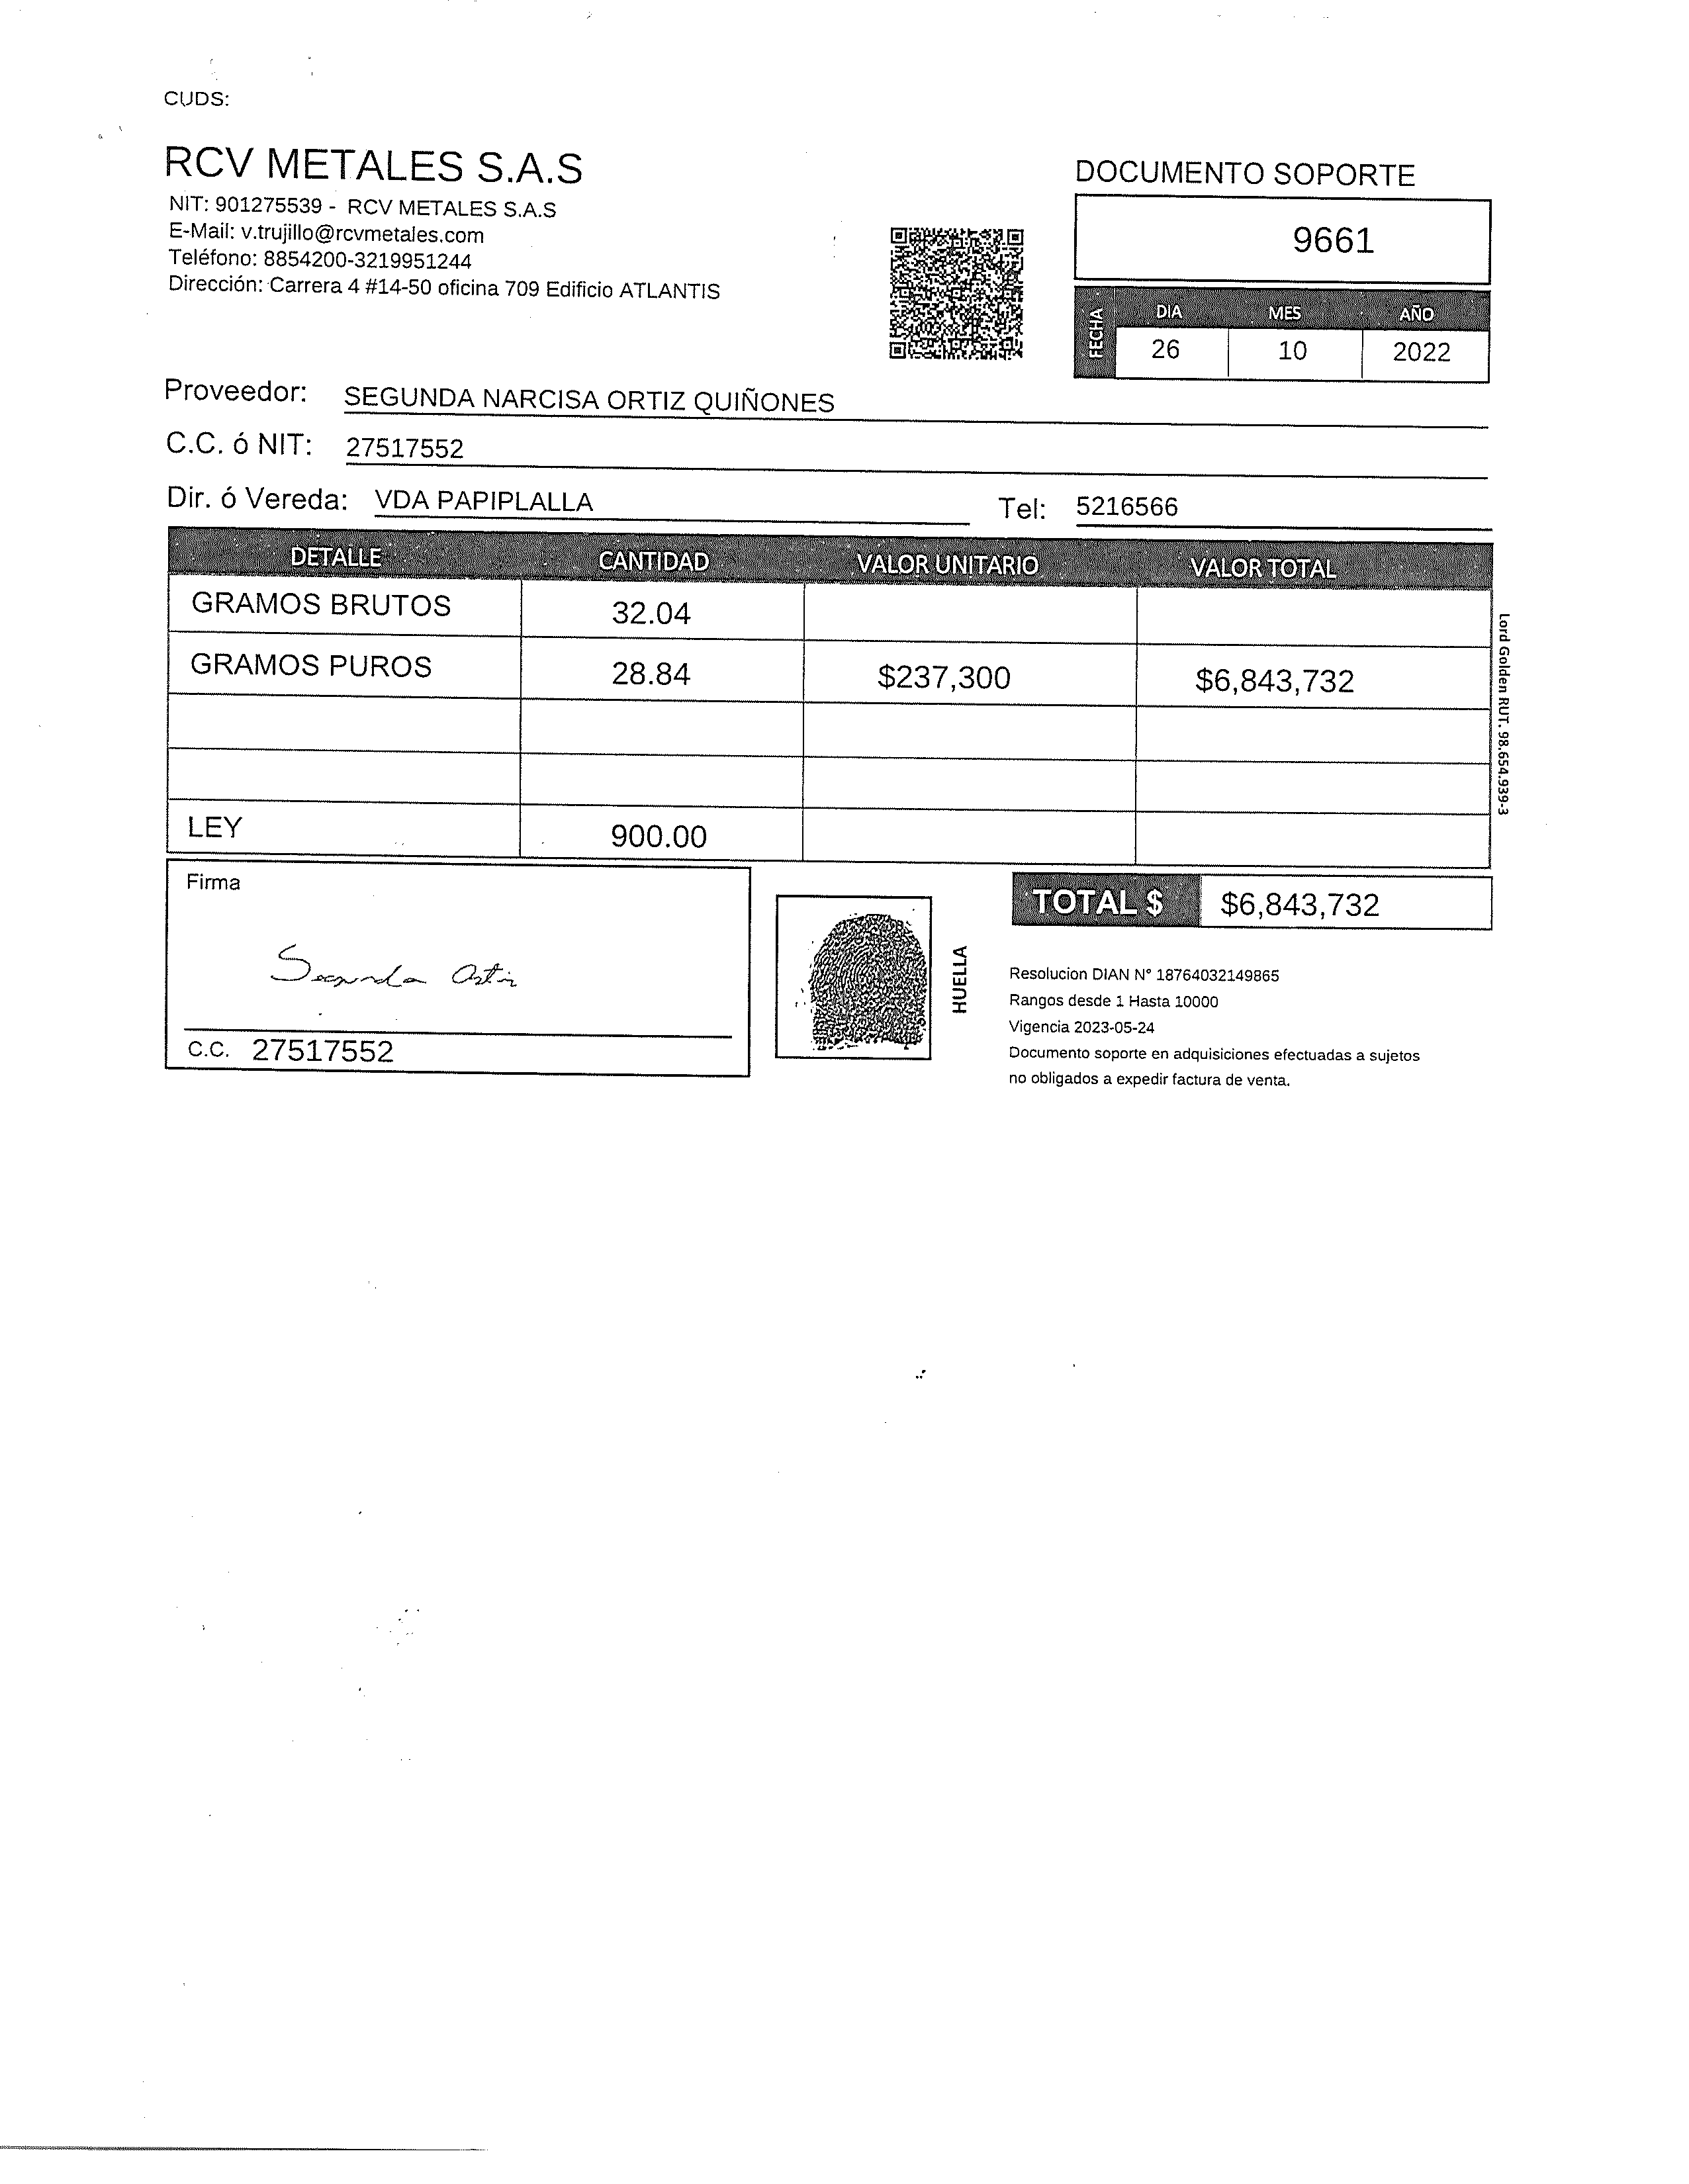 CUDS:
RCV METALES S.A.S
NIT: 901275539 - RCV METALES S.A.S
E-Mail: v.trujillo@rcvmetales.com
Teléfono: 8854200-3219951244
Dirección: Carrera 4 #14-50 oficina 709 Edificio ATLANTIS
DOCUMENTO SOPORTE
9661
FECHA
DIA MES AÑO
26 10 2022
Proveedor: SEGUNDA NARCISA ORTIZ QUIÑONES
C.C. ó NIT: 27517552
Dir. ó Vereda: VDA PAPIPLALLA Tel: 5216566
DETALLE CANTIDAD VALOR UNITARIO VALOR TOTAL
GRAMOS BRUTOS 32.04
GRAMOS PUROS 28.84 $237,300 $6,843,732
LEY 900.00
Lord Golden RUT. 98.654.939-3
Firma
Segunda Ortiz
C.C. 27517552
HUELLA
TOTAL $ $6,843,732
Resolucion DIAN N° 18764032149865
Rangos desde 1 Hasta 10000
Vigencia 2023-05-24
Documento soporte en adquisiciones efectuadas a sujetos
no obligados a expedir factura de venta.